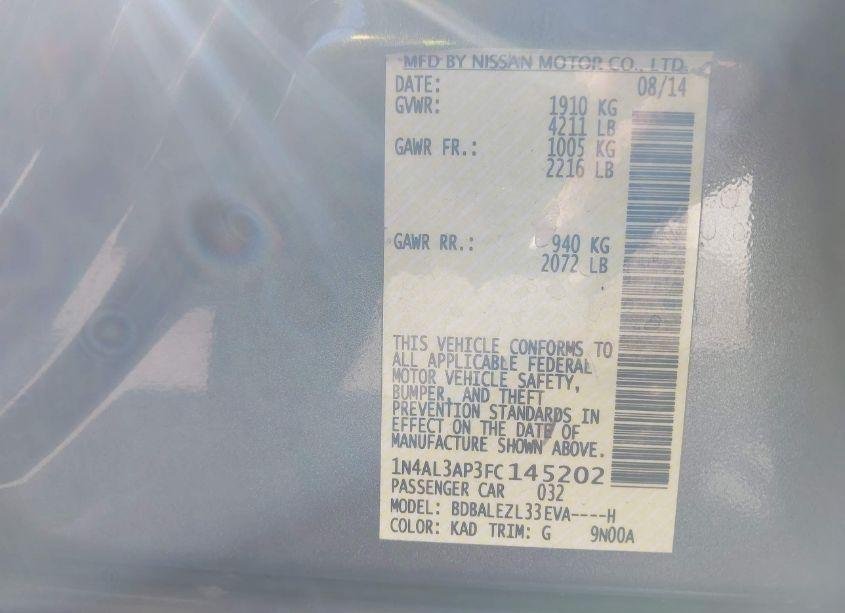 MFD BY NISSAN MOTOR CO., LTD.
DATE: 08/14
GVWR: 1910 KG
4211 LB
GAWR FR.: 1005 KG
2216 LB
GAWR RR.: 940 KG
2072 LB
THIS VEHICLE CONFORMS TO
ALL APPLICABLE FEDERAL
MOTOR VEHICLE SAFETY,
BUMPER, AND THEFT
PREVENTION STANDARDS IN
EFFECT ON THE DATE OF
MANUFACTURE SHOWN ABOVE.
1N4AL3AP3FC145202
PASSENGER CAR 032
MODEL: BDBALEZL33EVA----H
COLOR: KAD TRIM: G 9N00A